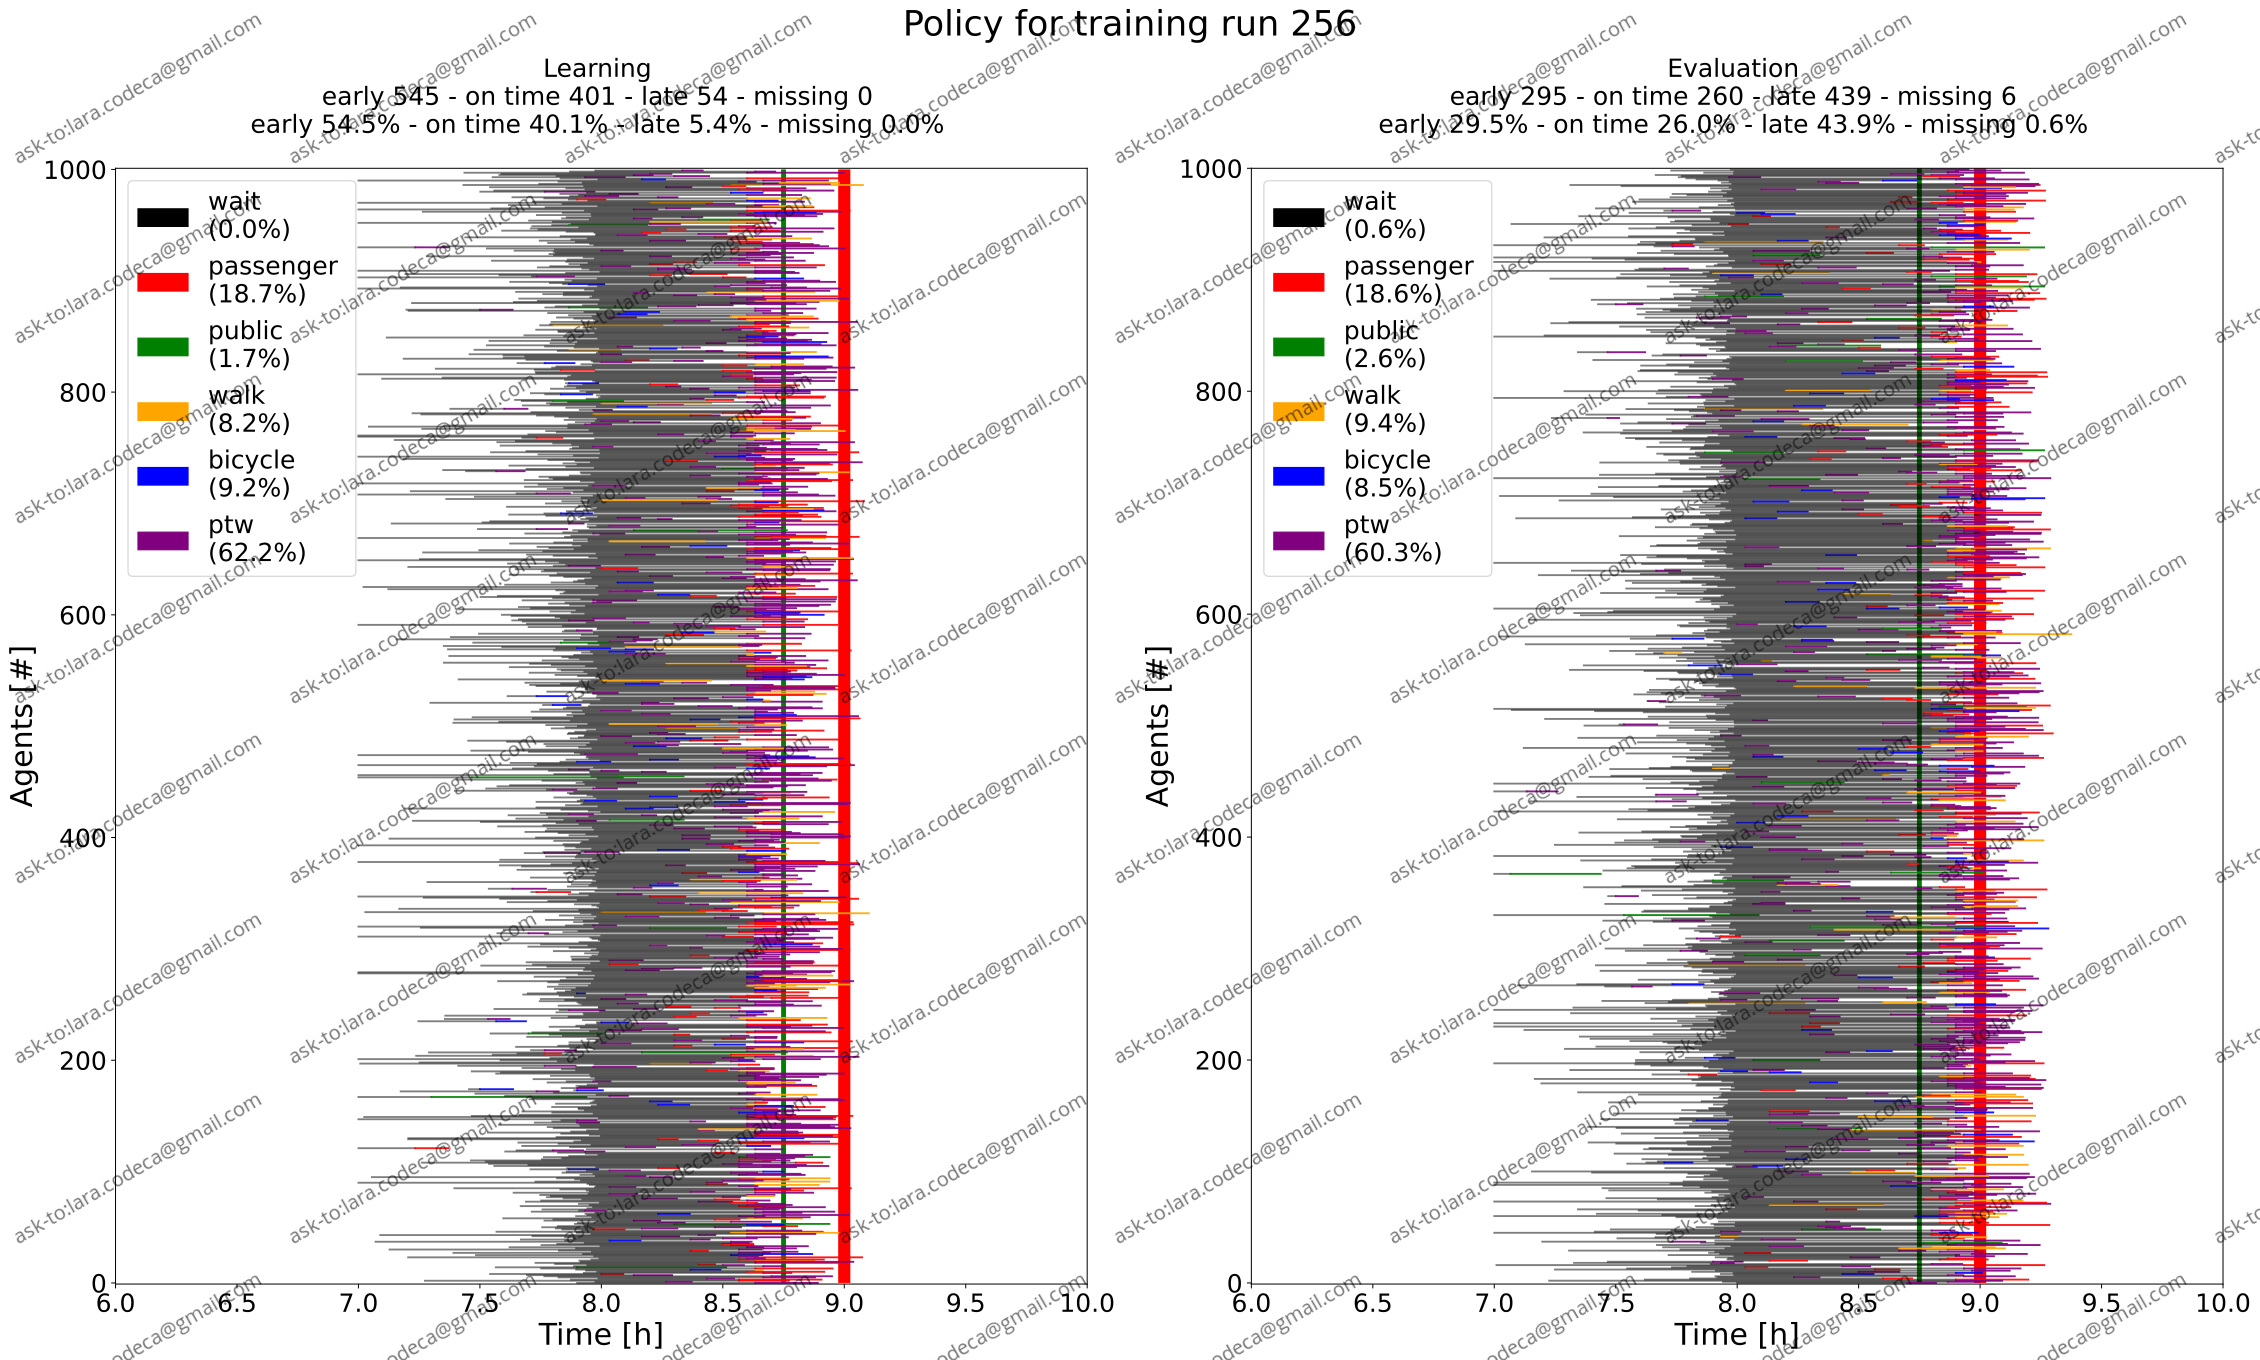 Policy for training run 256
Learning
early 545 - on time 401 - late 54 - missing 0
early 54.5% - on time 40.1% - late 5.4% - missing 0.0%
1000
800
600
400
200
0
Agents [#]
wait
(0.0%)
passenger
(18.7%)
public
(1.7%)
walk
(8.2%)
bicycle
(9.2%)
ptw
(62.2%)
6.0 6.5 7.0 7.5 8.0 8.5 9.0 9.5 10.0
Time [h]
Evaluation
early 295 - on time 260 - late 439 - missing 6
early 29.5% - on time 26.0% - late 43.9% - missing 0.6%
1000
800
600
400
200
0
Agents [#]
wait
(0.6%)
passenger
(18.6%)
public
(2.6%)
walk
(9.4%)
bicycle
(8.5%)
ptw
(60.3%)
6.0 6.5 7.0 7.5 8.0 8.5 9.0 9.5 10.0
Time [h]
ask-to:lara.codeca@gmail.com